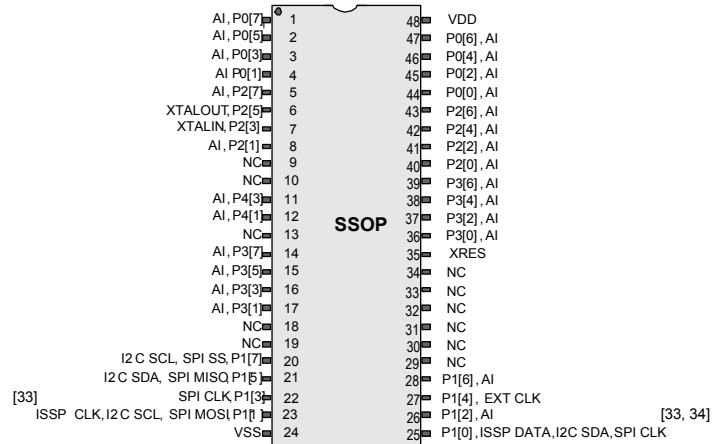 AI, P0[7] 1 48 VDD
AI, P0[5] 2 47 P0[6], AI
AI, P0[3] 3 46 P0[4], AI
AI P0[1] 4 45 P0[2], AI
AI, P2[7] 5 44 P0[0], AI
XTALOUT, P2[5] 6 43 P2[6], AI
XTALIN, P2[3] 7 42 P2[4], AI
AI, P2[1] 8 41 P2[2], AI
NC 9 40 P2[0], AI
NC 10 39 P3[6], AI
AI, P4[3] 11 38 P3[4], AI
AI, P4[1] 12 SSOP 37 P3[2], AI
NC 13 36 P3[0], AI
AI, P3[7] 14 35 XRES
AI, P3[5] 15 34 NC
AI, P3[3] 16 33 NC
AI, P3[1] 17 32 NC
NC 18 31 NC
NC 19 30 NC
I2C SCL, SPI SS, P1[7] 20 29 NC
I2C SDA, SPI MISO, P1[5] 21 28 P1[6], AI
[33] SPI CLK, P1[3] 22 27 P1[4], EXT CLK
ISSP CLK, I2C SCL, SPI MOSI, P1[1] 23 26 P1[2], AI [33, 34]
VSS 24 25 P1[0], ISSP DATA, I2C SDA, SPI CLK